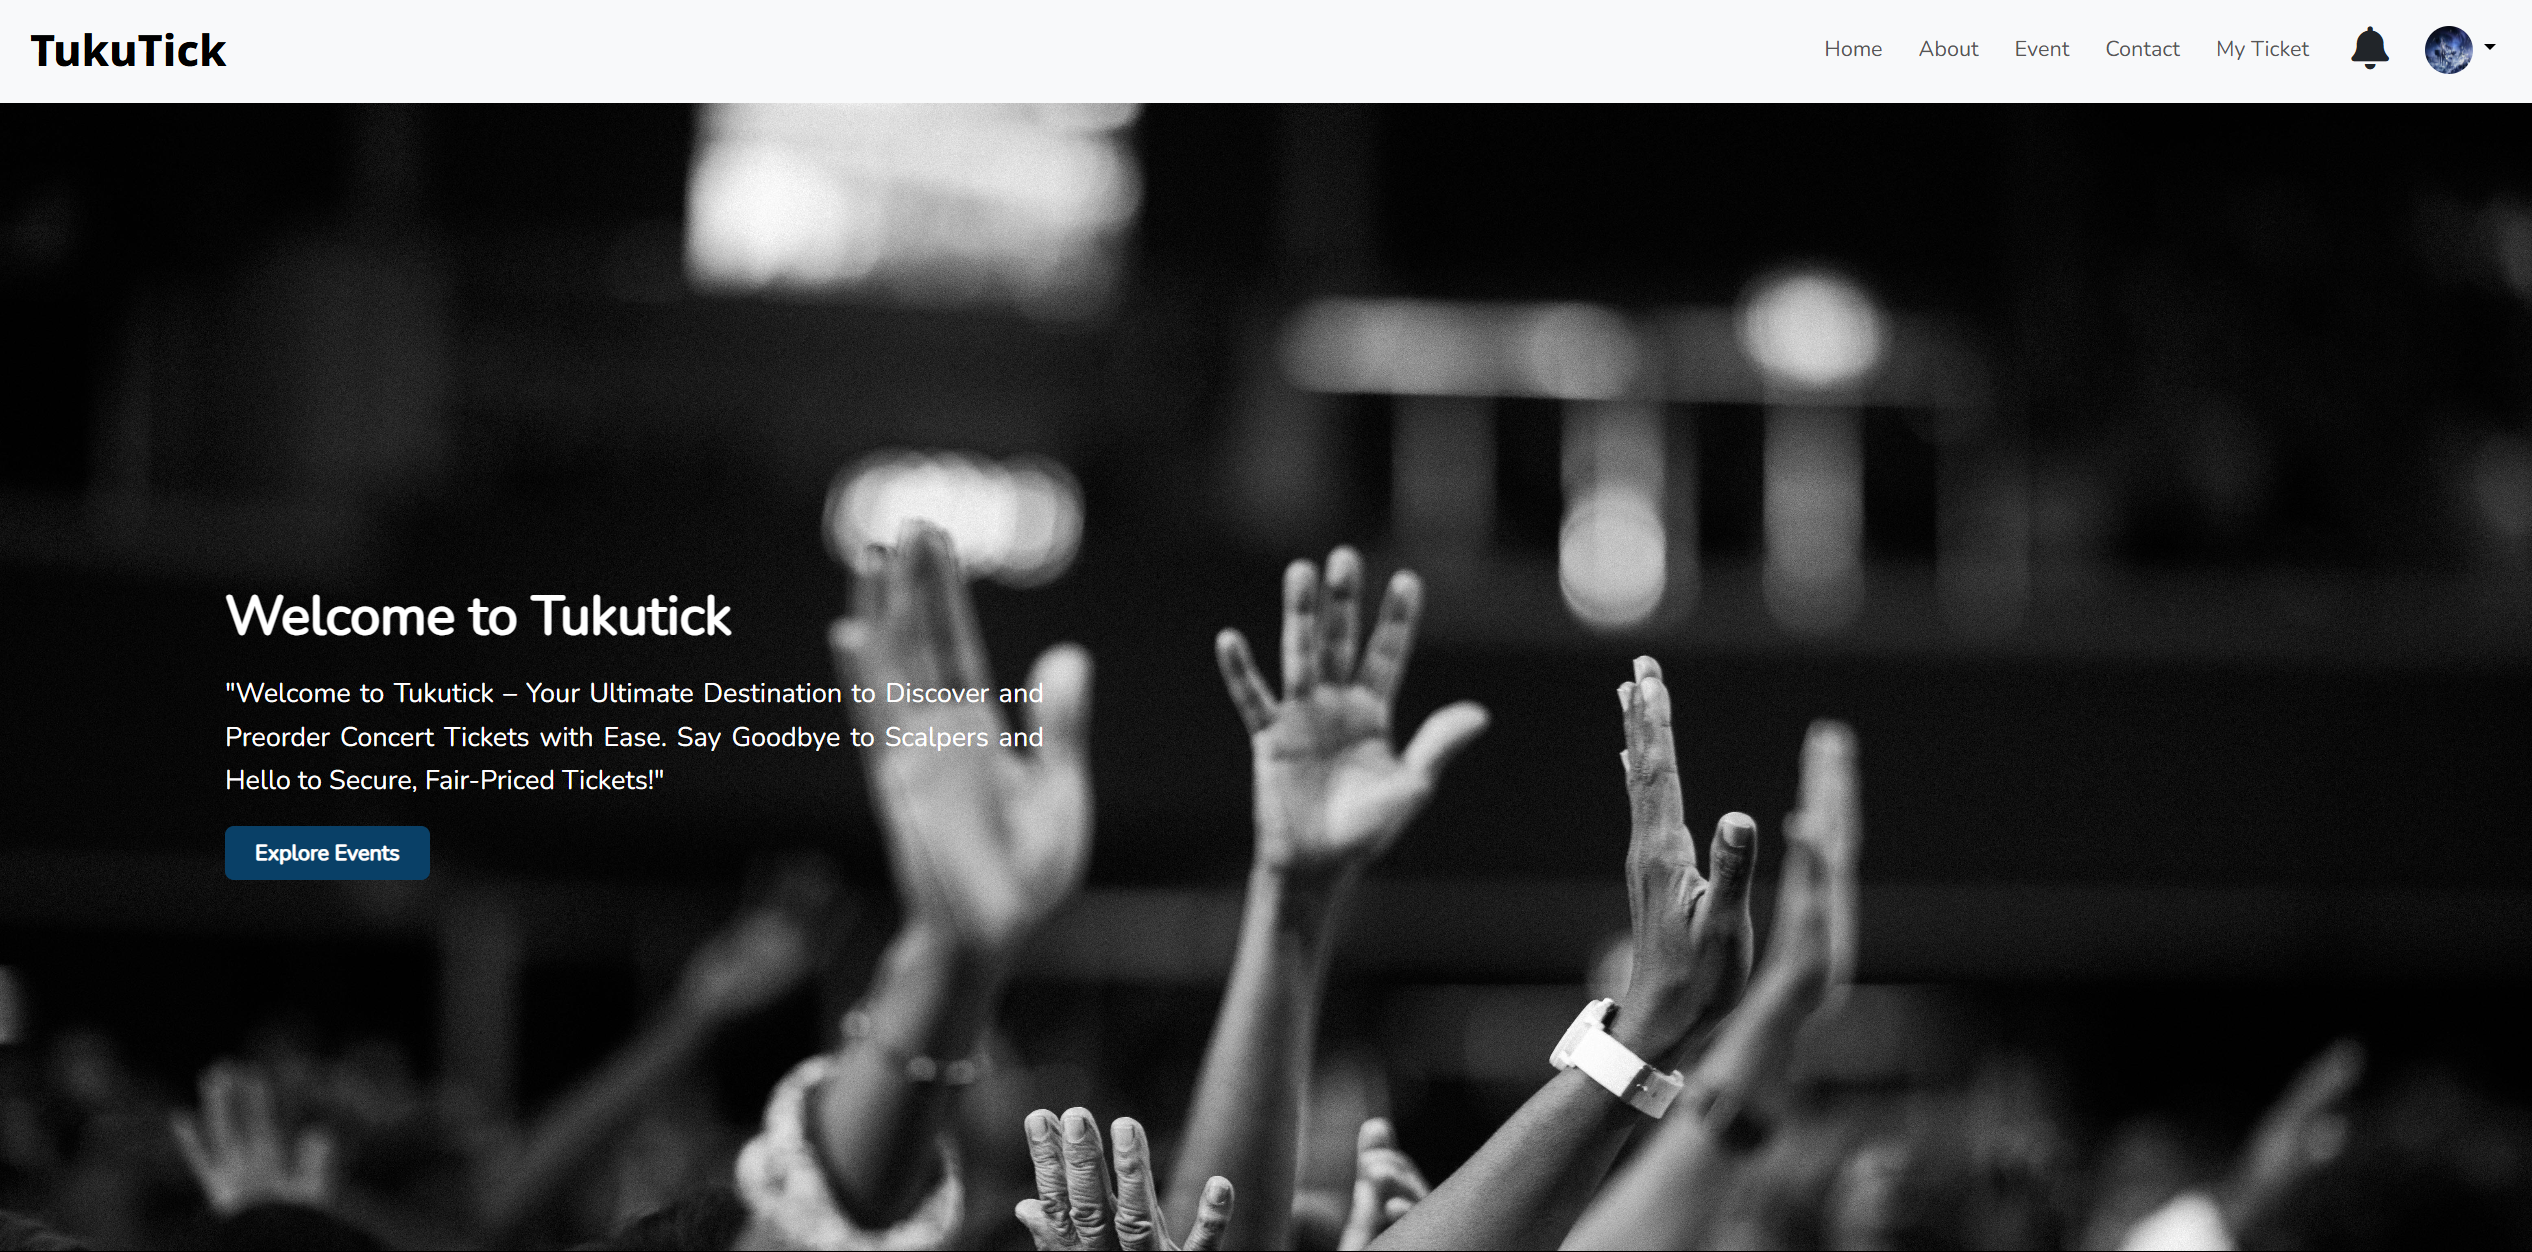 TukuTick
Home
About
Event
Contact
My Ticket
Welcome to Tukutick
"Welcome to Tukutick – Your Ultimate Destination to Discover and
Preorder Concert Tickets with Ease. Say Goodbye to Scalpers and
Hello to Secure, Fair-Priced Tickets!"
Explore Events